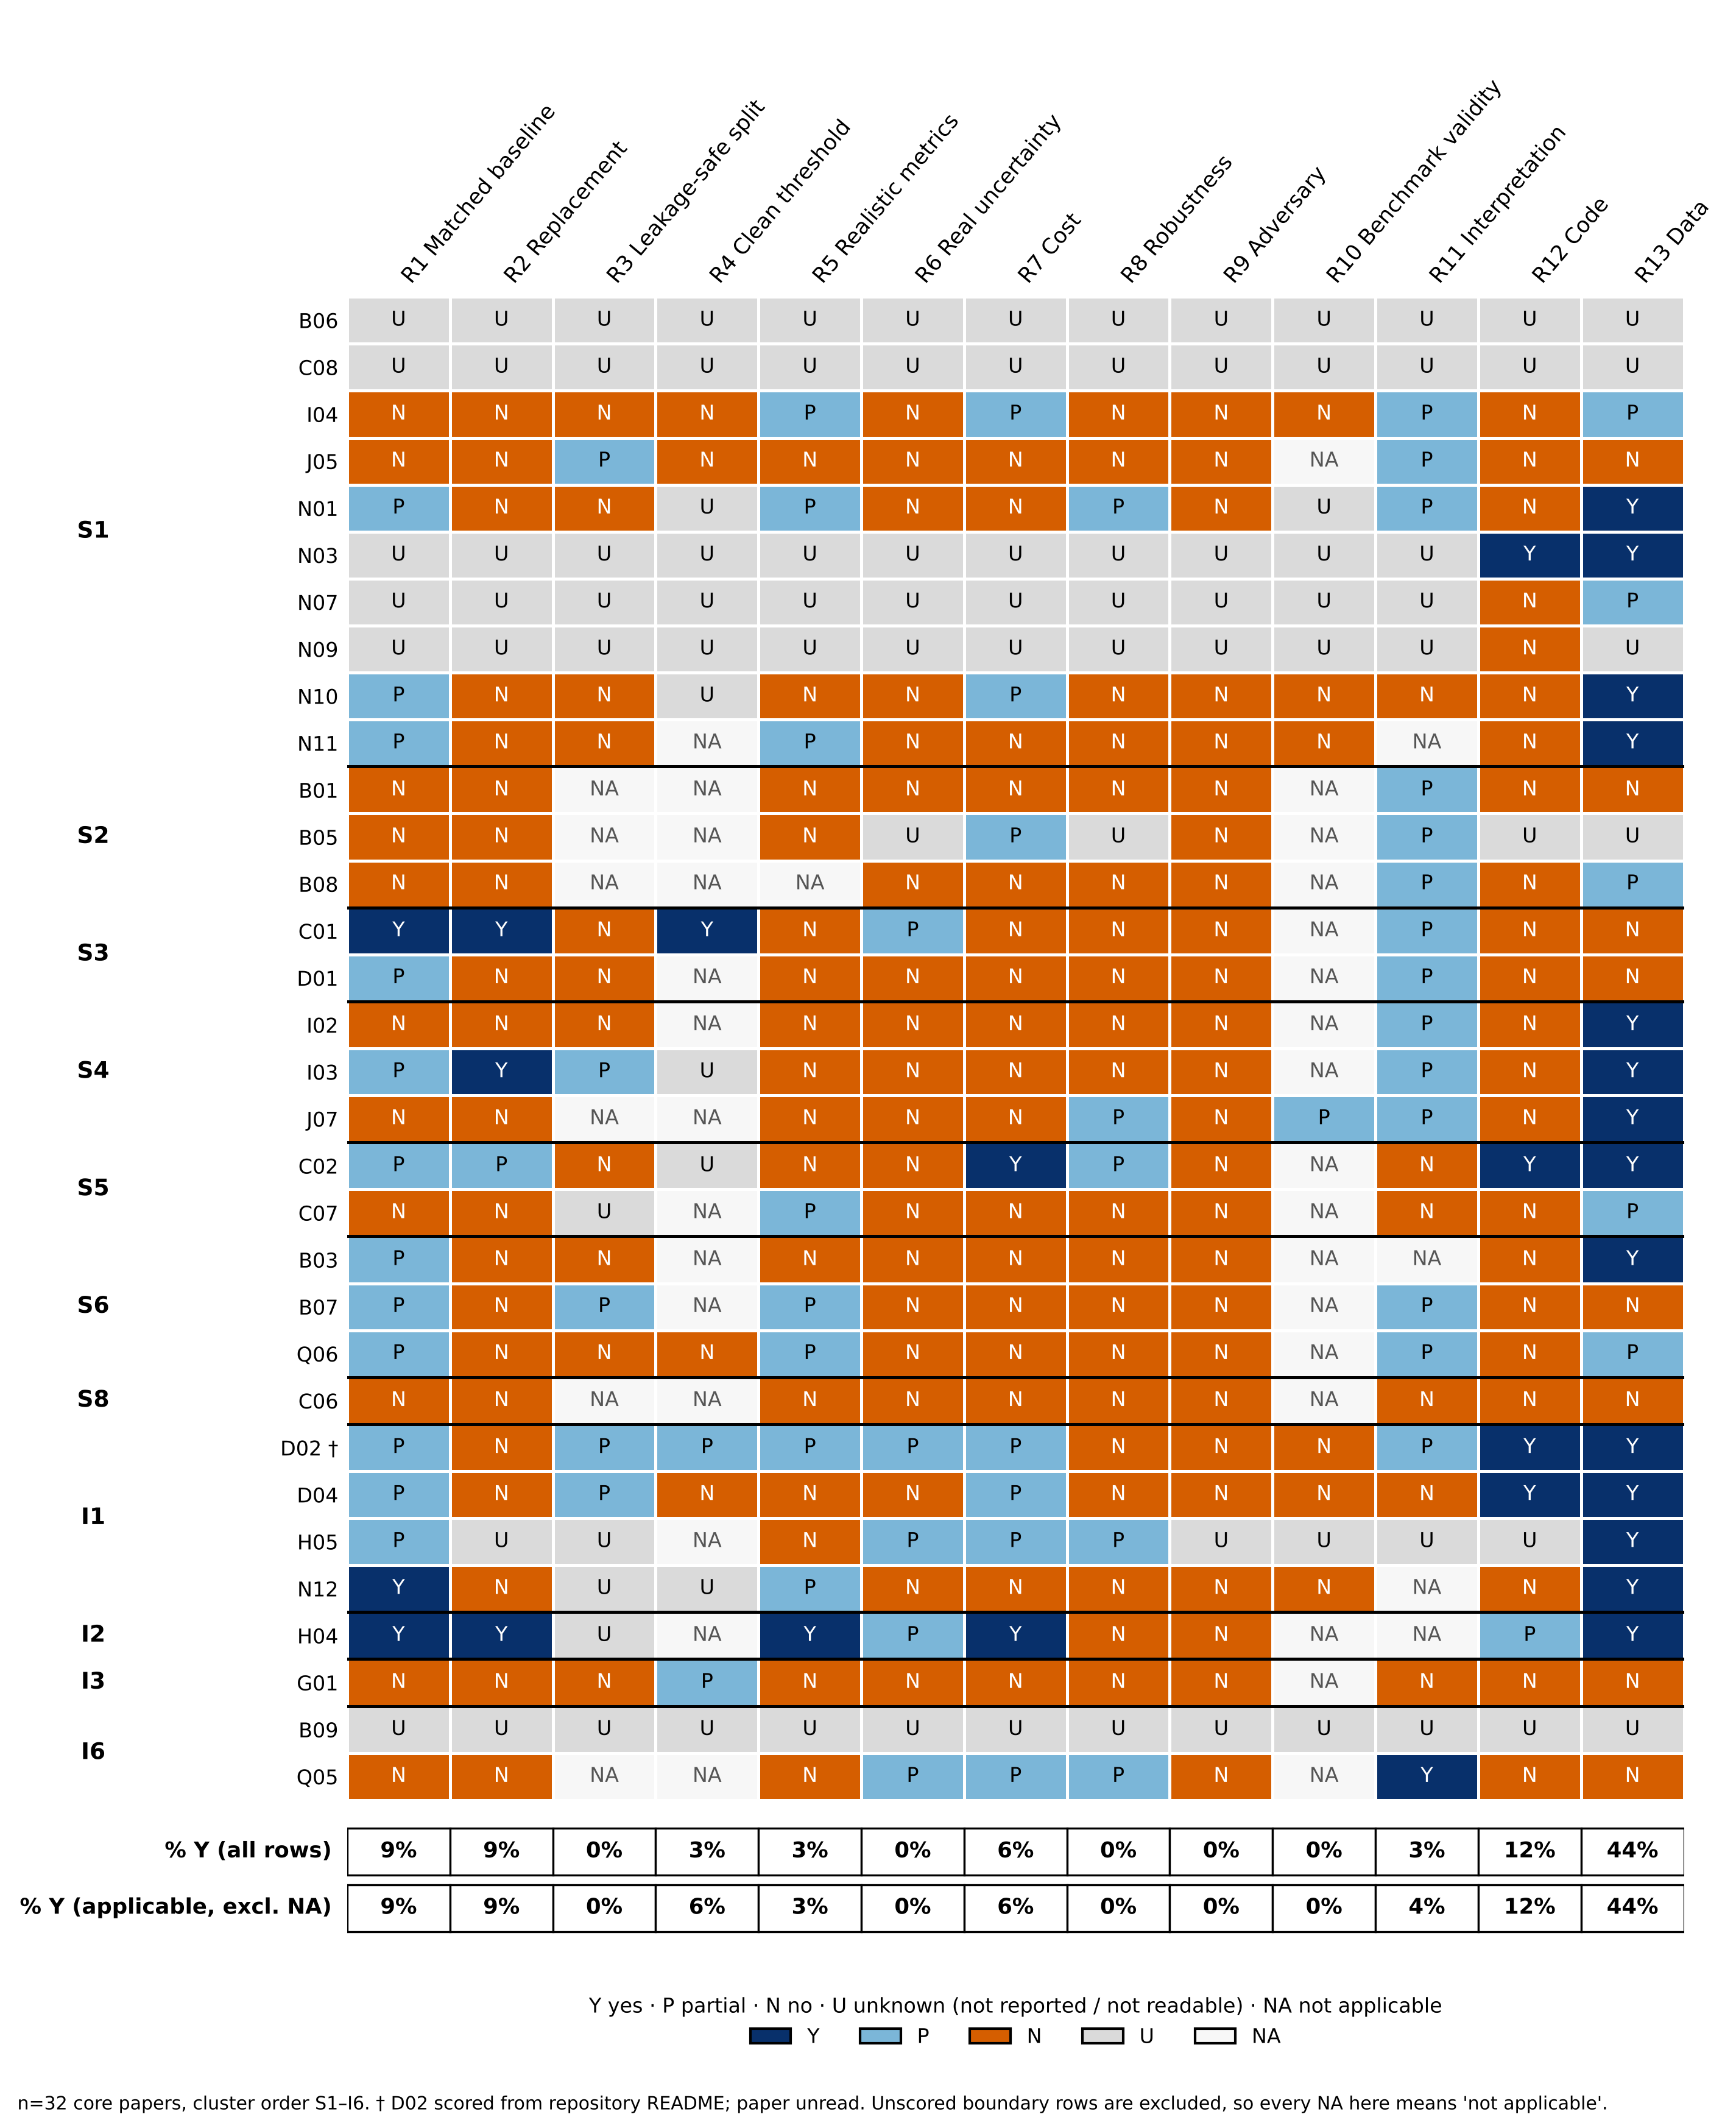 R1 Matched baseline
R2 Replacement
R3 Leakage-safe split
R4 Clean threshold
R5 Realistic metrics
R6 Real uncertainty
R7 Cost
R8 Robustness
R9 Adversary
R10 Benchmark validity
R11 Interpretation
R12 Code
R13 Data
S1
B06 U U U U U U U U U U U U U
C08 U U U U U U U U U U U U U
I04 N N N N P N P N N N P N P
J05 N N P N N N N N N NA P N N
N01 P N N U P N N P N U P N Y
N03 U U U U U U U U U U U Y Y
N07 U U U U U U U U U U U N P
N09 U U U U U U U U U U U N U
N10 P N N U N N P N N N N N Y
N11 P N N NA P N N N N N NA N Y
S2
B01 N N NA NA N N N N N NA P N N
B05 N N NA NA N U P U N NA P U U
B08 N N NA NA NA N N N N NA P N P
S3
C01 Y Y N Y N P N N N NA P N N
D01 P N N NA N N N N N NA P N N
S4
I02 N N N NA N N N N N NA P N Y
I03 P Y P U N N N N N NA P N Y
J07 N N NA NA N N N P N P P N Y
S5
C02 P P N U N N Y P N NA N Y Y
C07 N N U NA P N N N N NA N N P
S6
B03 P N N NA N N N N N NA NA N Y
B07 P N P NA P N N N N NA P N N
Q06 P N N N P N N N N NA P N P
S8
C06 N N NA NA N N N N N NA N N N
I1
D02 † P N P P P P P N N N P Y Y
D04 P N P N N N P N N N N Y Y
H05 P U U NA N P P P U U U U Y
N12 Y N U U P N N N N N NA N Y
I2
H04 Y Y U NA Y P Y N N NA NA P Y
I3
G01 N N N P N N N N N NA N N N
I6
B09 U U U U U U U U U U U U U
Q05 N N NA NA N P P P N NA Y N N
% Y (all rows) 9% 9% 0% 3% 3% 0% 6% 0% 0% 0% 3% 12% 44%
% Y (applicable, excl. NA) 9% 9% 0% 6% 3% 0% 6% 0% 0% 0% 4% 12% 44%
Y yes · P partial · N no · U unknown (not reported / not readable) · NA not applicable
Y P N U NA
n=32 core papers, cluster order S1–I6. † D02 scored from repository README; paper unread. Unscored boundary rows are excluded, so every NA here means 'not applicable'.